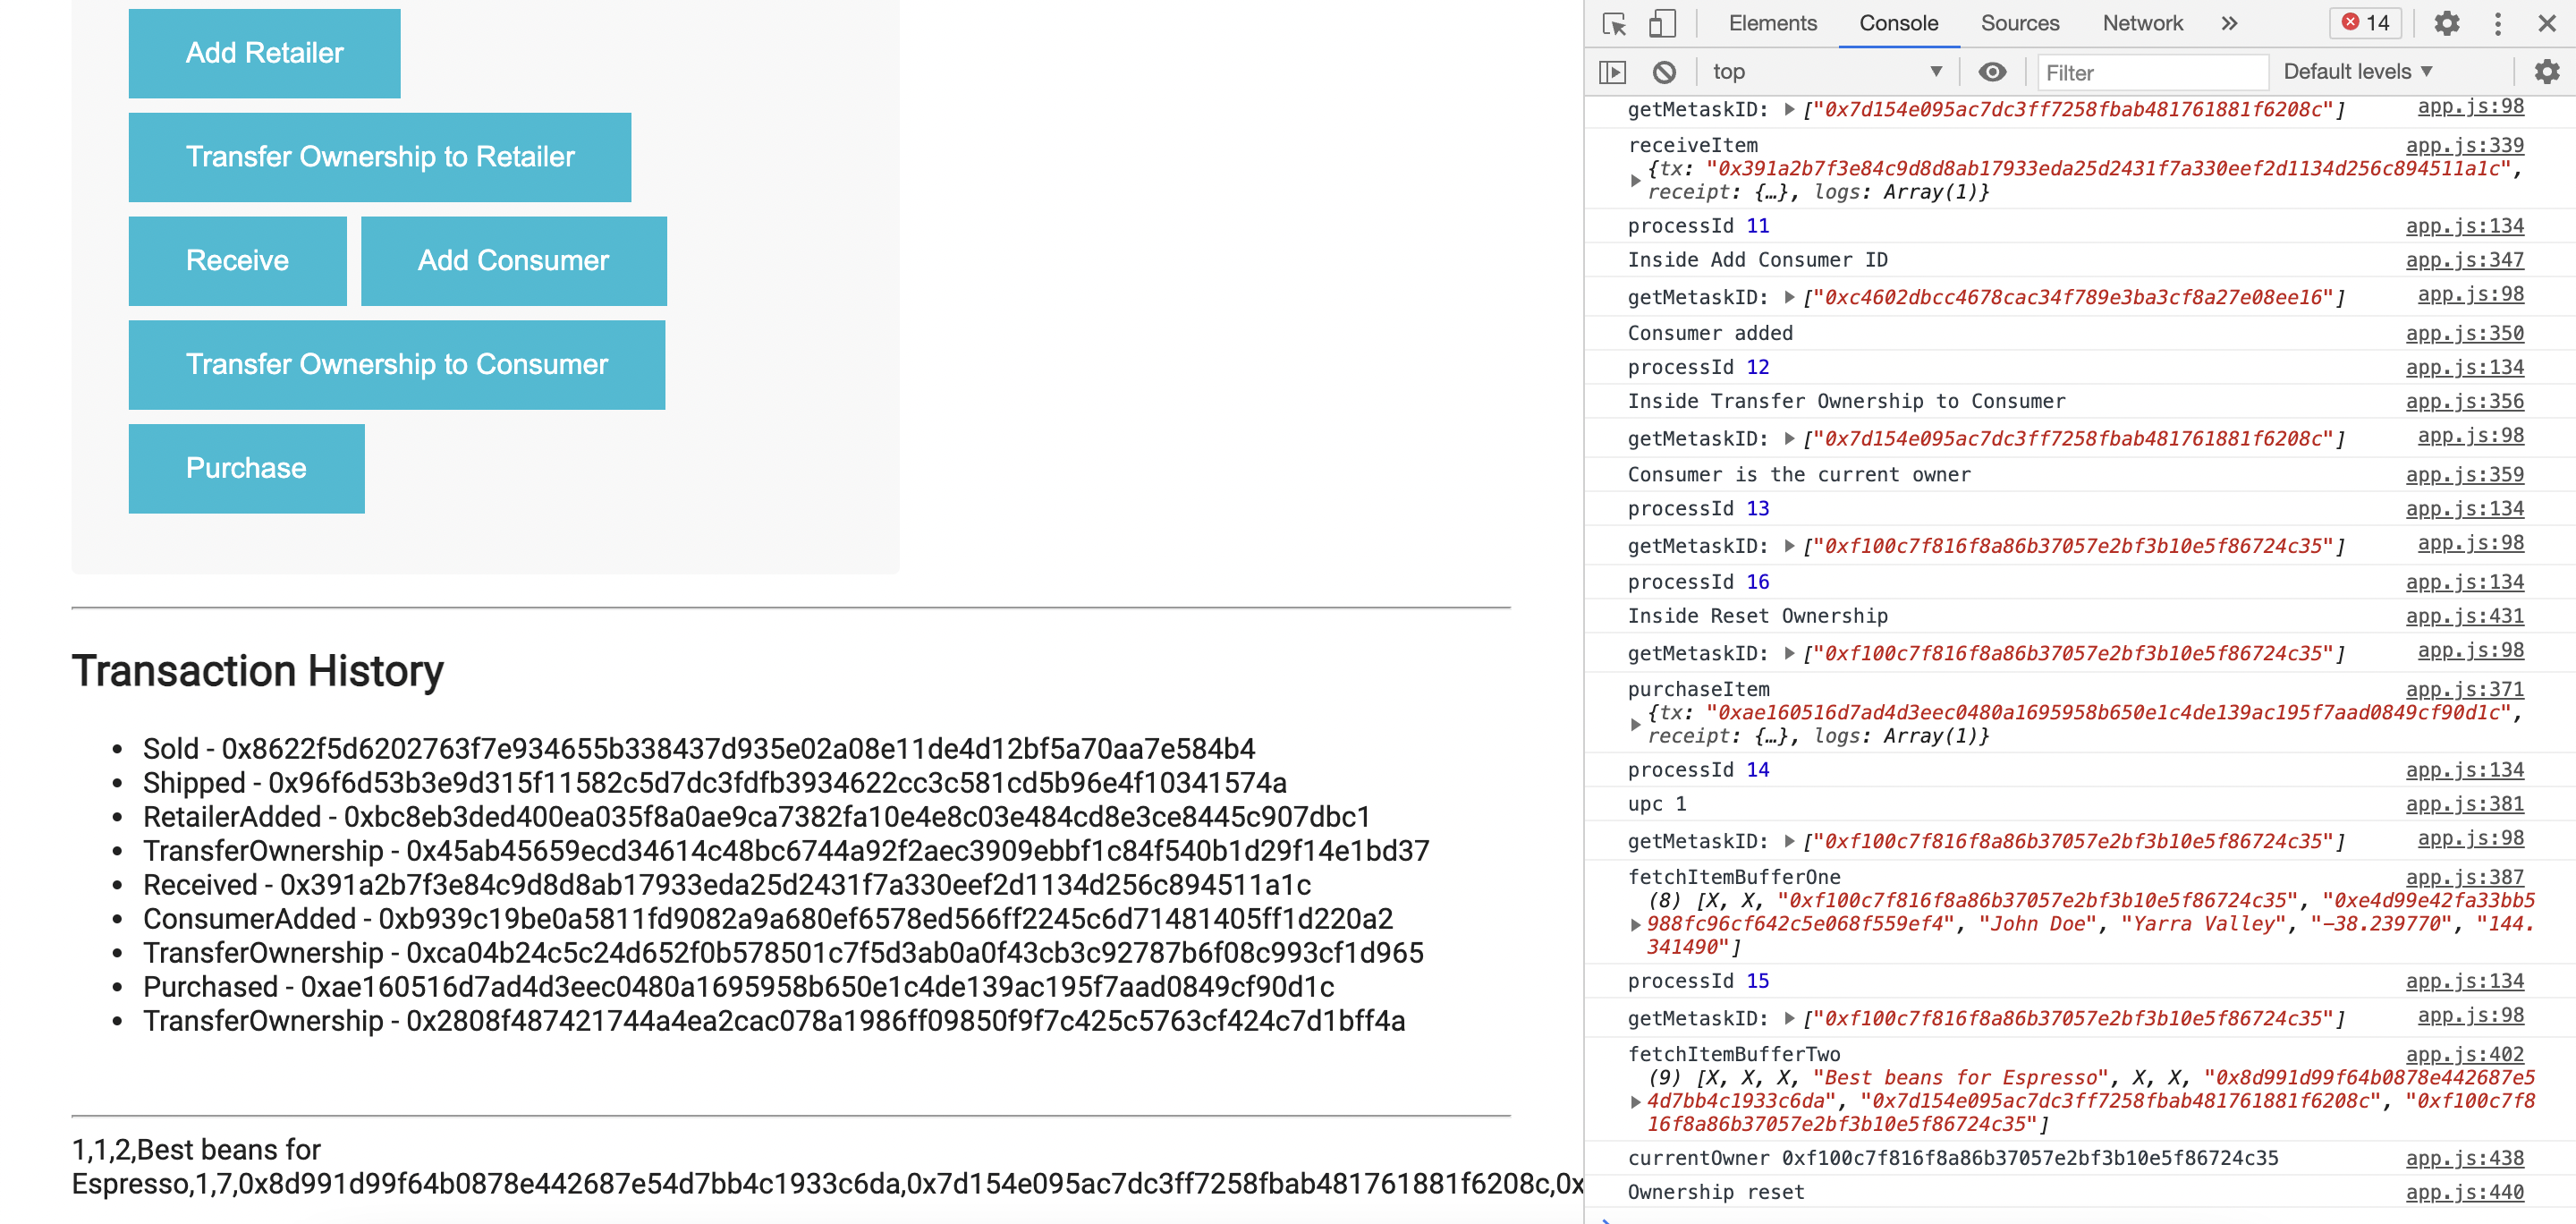 Add Retailer
Transfer Ownership to Retailer
Receive Add Consumer
Transfer Ownership to Consumer
Purchase
Transaction History
• Sold - 0x8622f5d6202763f7e934655b338437d935e02a08e11de4d12bf5a70aa7e584b4
• Shipped - 0x96f6d53b3e9d315f11582c5d7dc3fdfb3934622cc3c581cd5b96e4f10341574a
• RetailerAdded - 0xbc8eb3ded400ea035f8a0ae9ca7382fa10e4e8c03e484cd8e3ce8445c907dbc1
• TransferOwnership - 0x45ab45659ecd34614c48bc6744a92f2aec3909ebbf1c84f540b1d29f14e1bd37
• Received - 0x391a2b7f3e84c9d8d8ab17933eda25d2431f7a330eef2d1134d256c894511a1c
• ConsumerAdded - 0xb939c19be0a5811fd9082a9a680ef6578ed566ff2245c6d71481405ff1d220a2
• TransferOwnership - 0xca04b24c5c24d652f0b578501c7f5d3ab0a0f43cb3c92787b6f08c993cf1d965
• Purchased - 0xae160516d7ad4d3eec0480a1695958b650e1c4de139ac195f7aad0849cf90d1c
• TransferOwnership - 0x2808f487421744a4ea2cac078a1986ff09850f9f7c425c5763cf424c7d1bff4a
1,1,2,Best beans for
Espresso,1,7,0x8d991d99f64b0878e442687e54d7bb4c1933c6da,0x7d154e095ac7dc3ff7258fbab481761881f6208c,0x
Elements Console Sources Network » 14
top Filter Default levels ▼
getMetaskID: ["0x7d154e095ac7dc3ff7258fbab481761881f6208c"] app.js:98
receiveItem app.js:339
{tx: "0x391a2b7f3e84c9d8d8ab17933eda25d2431f7a330eef2d1134d256c894511a1c",
receipt: {…}, logs: Array(1)}
processId 11 app.js:134
Inside Add Consumer ID app.js:347
getMetaskID: ["0xc4602dbcc4678cac34f789e3ba3cf8a27e08ee16"] app.js:98
Consumer added app.js:350
processId 12 app.js:134
Inside Transfer Ownership to Consumer app.js:356
getMetaskID: ["0x7d154e095ac7dc3ff7258fbab481761881f6208c"] app.js:98
Consumer is the current owner app.js:359
processId 13 app.js:134
getMetaskID: ["0xf100c7f816f8a86b37057e2bf3b10e5f86724c35"] app.js:98
processId 16 app.js:134
Inside Reset Ownership app.js:431
getMetaskID: ["0xf100c7f816f8a86b37057e2bf3b10e5f86724c35"] app.js:98
purchaseItem app.js:371
{tx: "0xae160516d7ad4d3eec0480a1695958b650e1c4de139ac195f7aad0849cf90d1c",
receipt: {…}, logs: Array(1)}
processId 14 app.js:134
upc 1 app.js:381
getMetaskID: ["0xf100c7f816f8a86b37057e2bf3b10e5f86724c35"] app.js:98
fetchItemBufferOne app.js:387
(8) [X, X, "0xf100c7f816f8a86b37057e2bf3b10e5f86724c35", "0xe4d99e42fa33bb5
988fc96cf642c5e068f559ef4", "John Doe", "Yarra Valley", "-38.239770", "144.
341490"]
processId 15 app.js:134
getMetaskID: ["0xf100c7f816f8a86b37057e2bf3b10e5f86724c35"] app.js:98
fetchItemBufferTwo app.js:402
(9) [X, X, X, "Best beans for Espresso", X, X, "0x8d991d99f64b0878e442687e5
4d7bb4c1933c6da", "0x7d154e095ac7dc3ff7258fbab481761881f6208c", "0xf100c7f8
16f8a86b37057e2bf3b10e5f86724c35"]
currentOwner 0xf100c7f816f8a86b37057e2bf3b10e5f86724c35 app.js:438
Ownership reset app.js:440